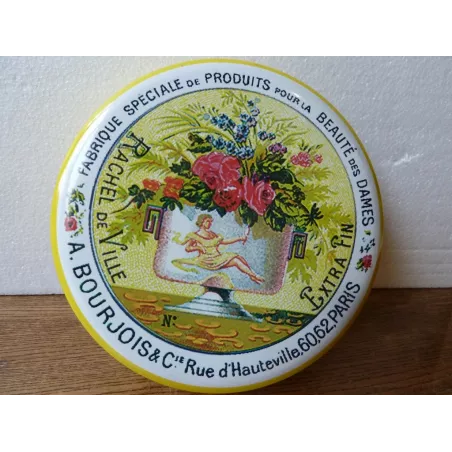 FABRIQUE SPÉCIALE DE PRODUITS POUR LA BEAUTÉ DES DAMES
A. BOURJOIS & CIE Rue d'Hauteville, 60, 62, PARIS
RACHEL DE VILLE
EXTRA FIN
N°